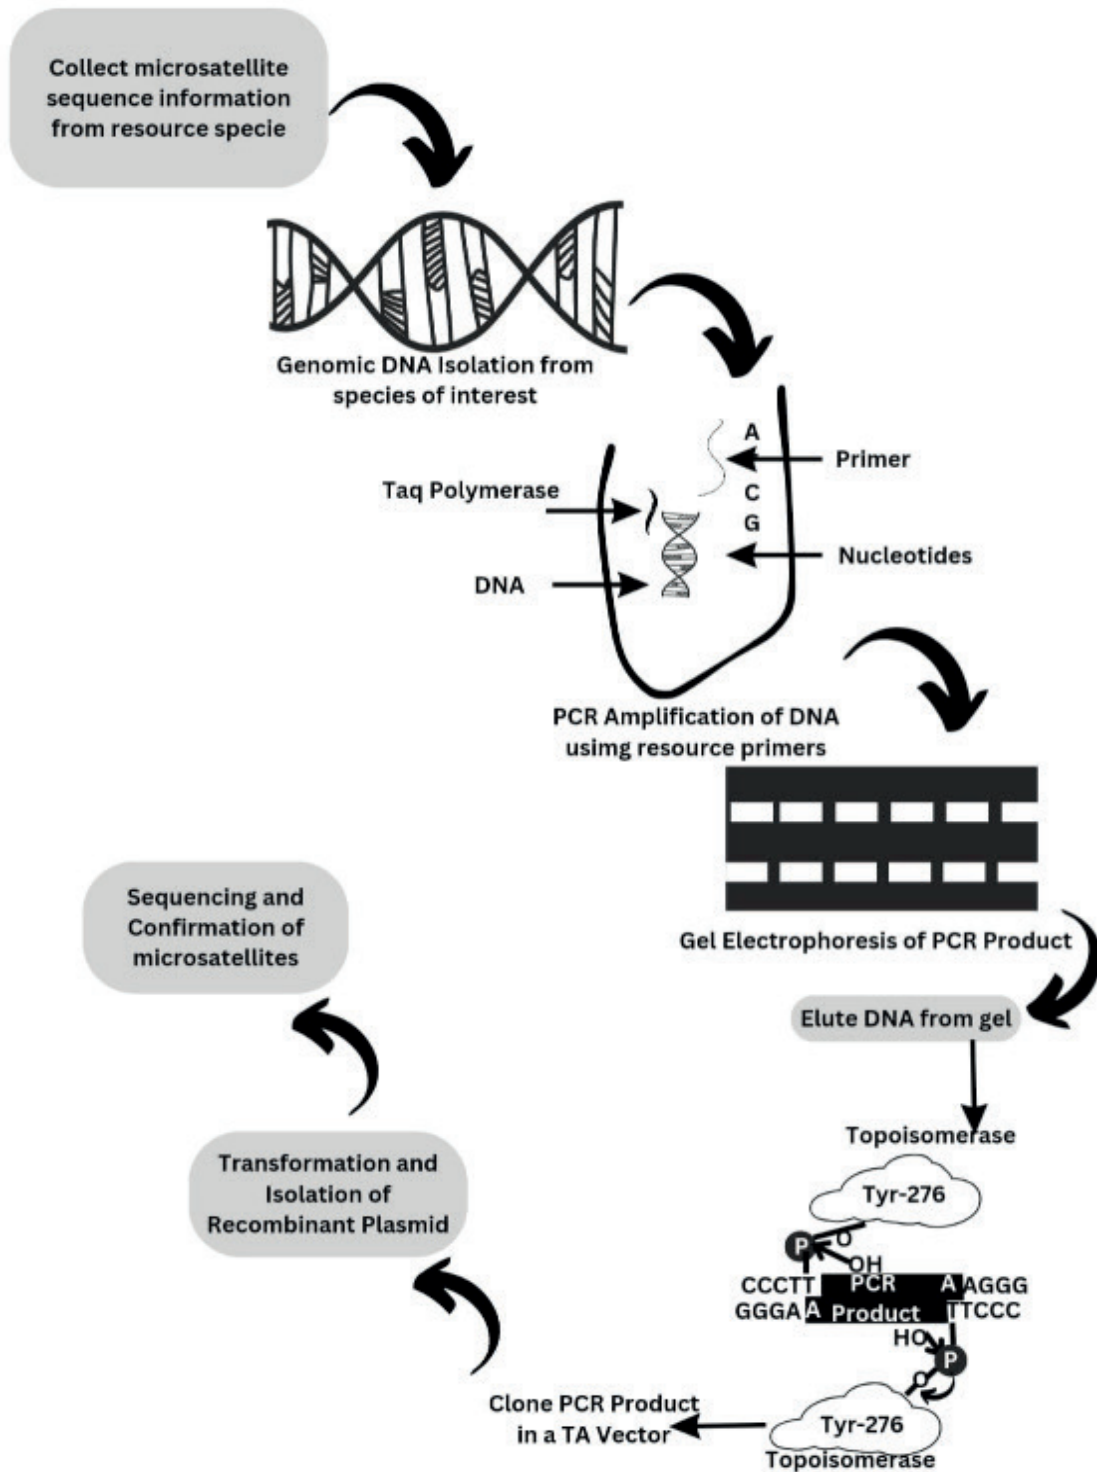 Collect microsatellite
sequence information
from resource specie
Genomic DNA Isolation from
species of interest
A
Primer
Taq Polymerase
C
G
Nucleotides
DNA
PCR Amplification of DNA
usimg resource primers
Gel Electrophoresis of PCR Product
Elute DNA from gel
Topoisomerase
Tyr-276
P O
OH
CCCTT PCR A AGGG
GGGA A Product TTCCC
HO
P
O
Tyr-276
Topoisomerase
Clone PCR Product
in a TA Vector
Transformation and
Isolation of
Recombinant Plasmid
Sequencing and
Confirmation of
microsatellites